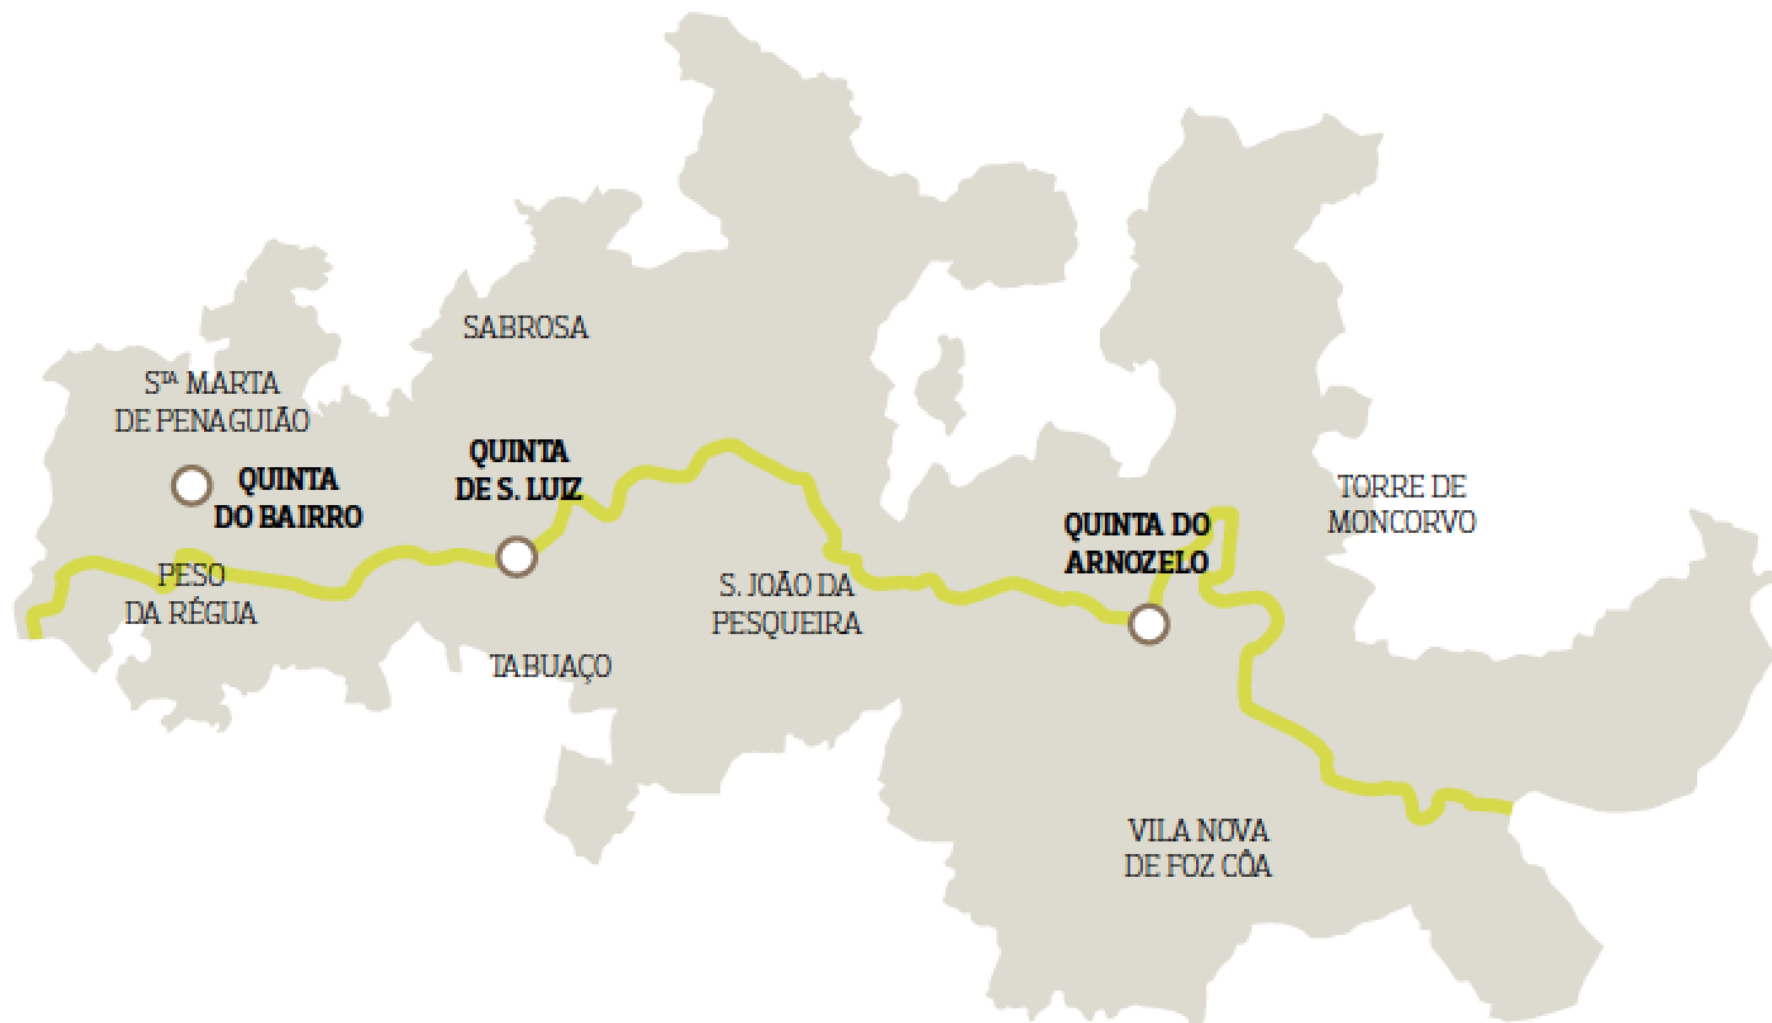 SABROSA
Sᵀᴬ MARTA
DE PENAGUIÃO
QUINTA
DO BAIRRO
QUINTA
DE S. LUIZ
PESO
DA RÉGUA
TABUAÇO
S. JOÃO DA
PESQUEIRA
QUINTA DO
ARNOZELO
TORRE DE
MONCORVO
VILA NOVA
DE FOZ CÔA